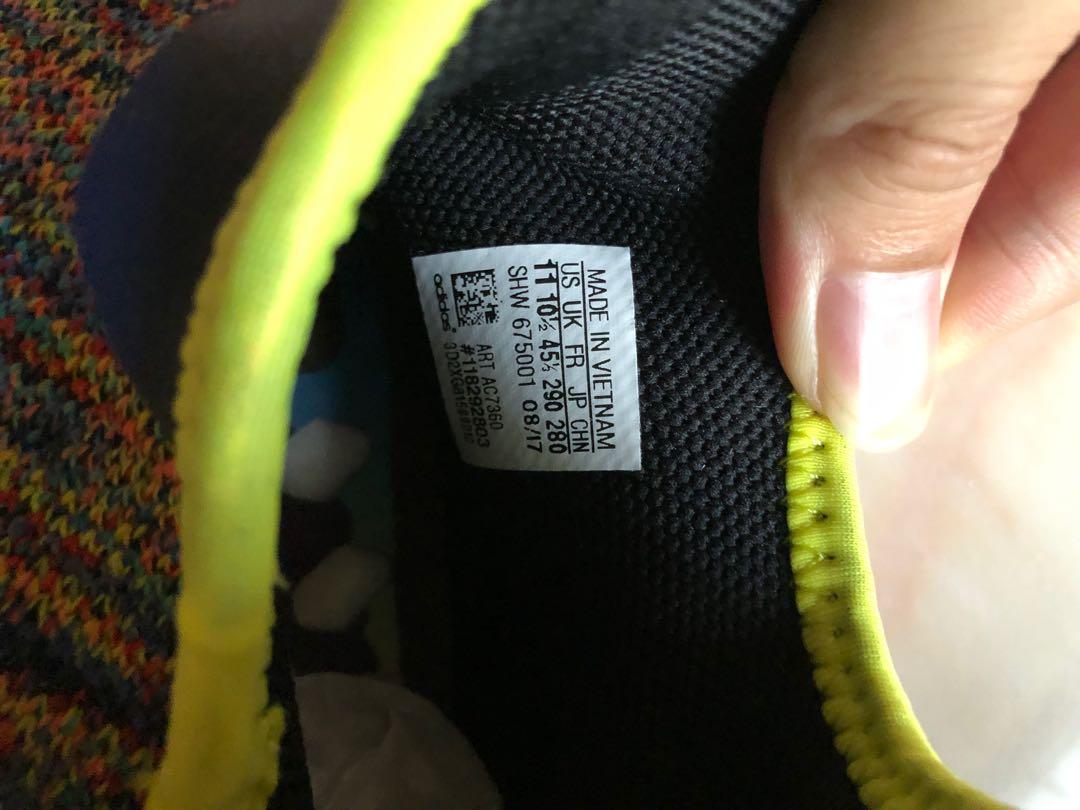 MADE IN VIETNAM
US UK FR JP CHN
11 10½ 45⅓ 290 280
SHW 675001 08/17
ART AC7360
#118292803
adidas®